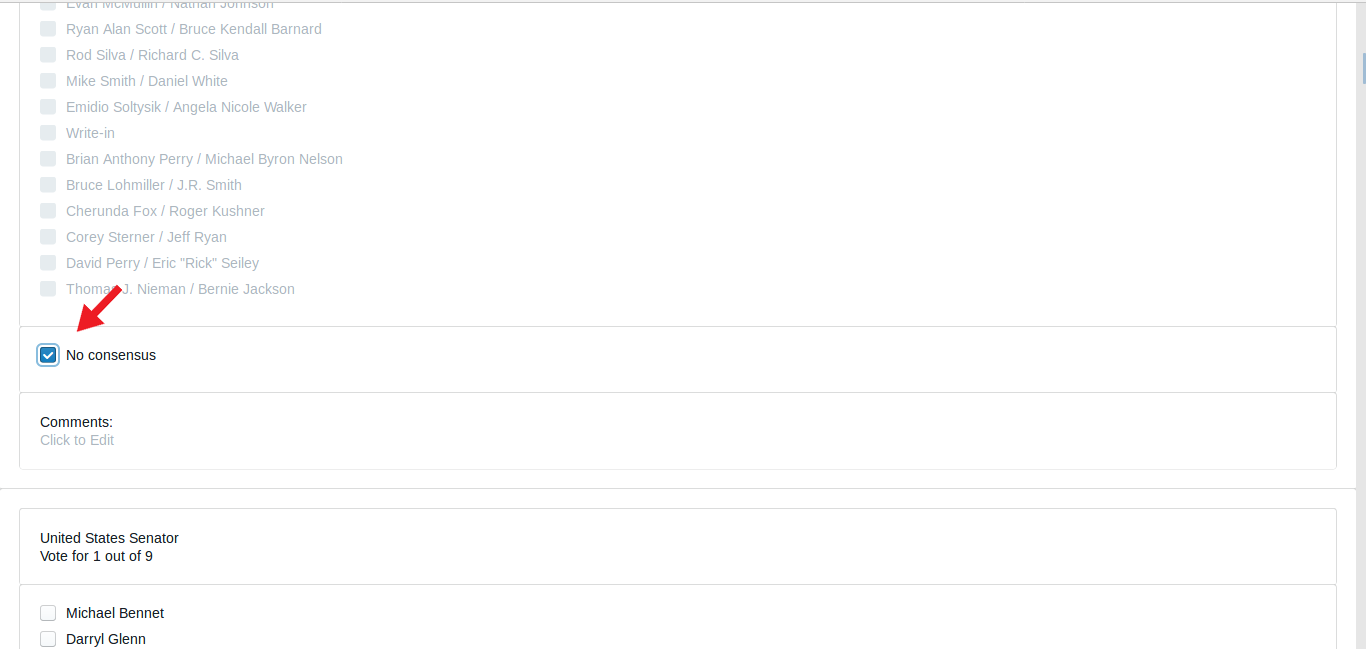 Evan McMullin / Nathan Johnson
Ryan Alan Scott / Bruce Kendall Barnard
Rod Silva / Richard C. Silva
Mike Smith / Daniel White
Emidio Soltysik / Angela Nicole Walker
Write-in
Brian Anthony Perry / Michael Byron Nelson
Bruce Lohmiller / J.R. Smith
Cherunda Fox / Roger Kushner
Corey Sterner / Jeff Ryan
David Perry / Eric "Rick" Seiley
Thomas J. Nieman / Bernie Jackson
No consensus
Comments:
Click to Edit
United States Senator
Vote for 1 out of 9
Michael Bennet
Darryl Glenn